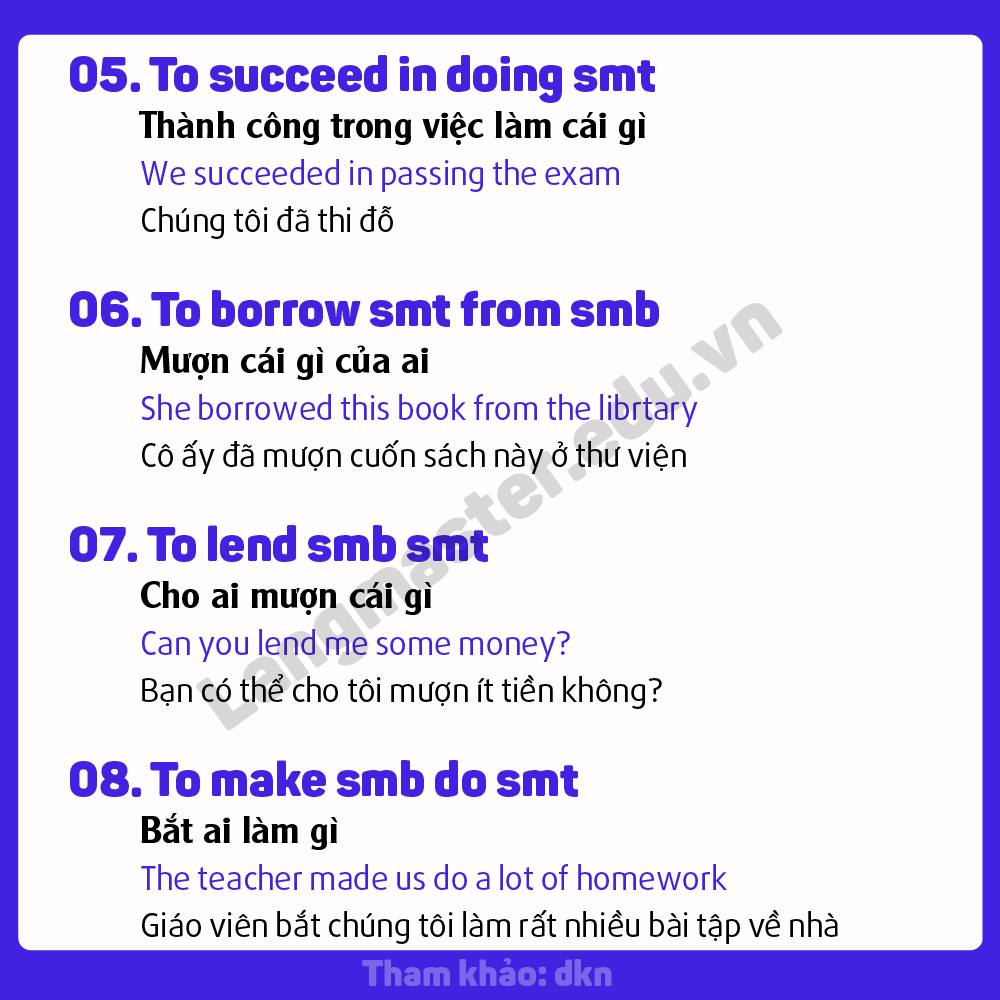 05. To succeed in doing smt
Thành công trong việc làm cái gì
We succeeded in passing the exam
Chúng tôi đã thi đỗ
06. To borrow smt from smb
Mượn cái gì của ai
She borrowed this book from the librtary
Cô ấy đã mượn cuốn sách này ở thư viện
07. To lend smb smt
Cho ai mượn cái gì
Can you lend me some money?
Bạn có thể cho tôi mượn ít tiền không?
08. To make smb do smt
Bắt ai làm gì
The teacher made us do a lot of homework
Giáo viên bắt chúng tôi làm rất nhiều bài tập về nhà
Tham khảo: dkn
Lengmaster.edu.vn